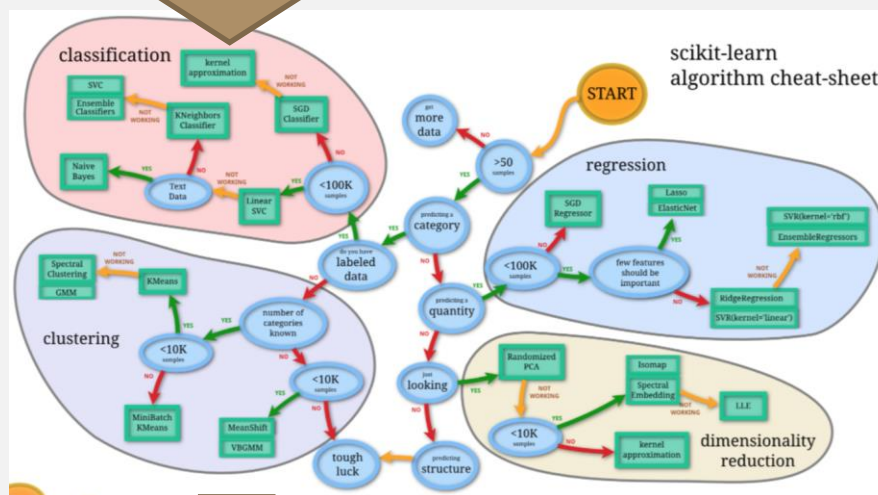 scikit-learn
algorithm cheat-sheet
START
>50
samples
NO
get
more
data
YES
predicting a
category
YES
do you have
labeled
data
YES
<100K
samples
classification
YES
Linear
SVC
NOT
WORKING
Text
Data
YES
Naive
Bayes
NO
KNeighbors
Classifier
NOT
WORKING
SVC
Ensemble
Classifiers
NO
SGD
Classifier
NOT
WORKING
kernel
approximation
NO
number of
categories
known
clustering
YES
<10K
samples
YES
KMeans
NOT
WORKING
Spectral
Clustering
GMM
NO
MiniBatch
KMeans
NO
<10K
samples
YES
MeanShift
VBGMM
NO
tough
luck
NO
predicting a
quantity
YES
<100K
samples
regression
NO
SGD
Regressor
YES
few features
should be
important
YES
Lasso
ElasticNet
NO
RidgeRegression
SVR(kernel='linear')
NOT
WORKING
SVR(kernel='rbf')
EnsembleRegressors
NO
just
looking
YES
Randomized
PCA
NOT
WORKING
<10K
samples
YES
Isomap
Spectral
Embedding
NOT
WORKING
LLE
NO
kernel
approximation
dimensionality
reduction
NO
predicting
structure